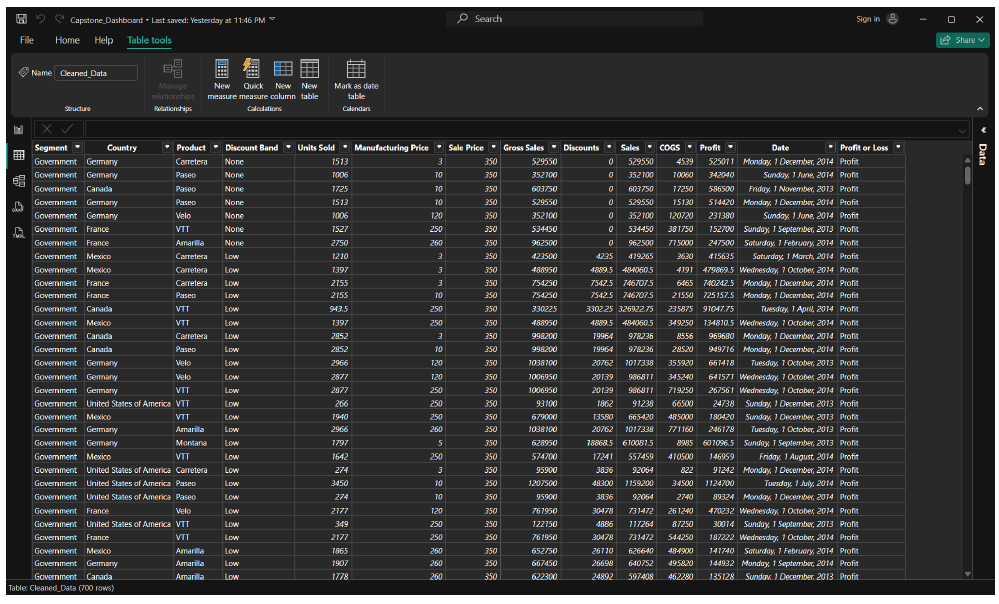 Capstone_Dashboard • Last saved: Yesterday at 11:46 PM
Search
Sign in
File Home Help Table tools
Share
Name Cleaned_Data
Manage relationships
New measure
Quick measure
New column
New table
Mark as date table
Structure Relationships Calculations Calendars
Data
Segment Country Product Discount Band Units Sold Manufacturing Price Sale Price Gross Sales Discounts Sales COGS Profit Date Profit or Loss
Government Germany Carretera None 1513 3 350 529550 0 529550 4539 525011 Monday, 1 December, 2014 Profit
Government Germany Paseo None 1006 10 350 352100 0 352100 10060 342040 Sunday, 1 June, 2014 Profit
Government Canada Paseo None 1725 10 350 603750 0 603750 17250 586500 Friday, 1 November, 2013 Profit
Government Germany Paseo None 1513 10 350 529550 0 529550 15130 514420 Monday, 1 December, 2014 Profit
Government Germany Velo None 1006 120 350 352100 0 352100 120720 231380 Sunday, 1 June, 2014 Profit
Government France VTT None 1527 250 350 534450 0 534450 381750 152700 Sunday, 1 September, 2013 Profit
Government France Amarilla None 2750 260 350 962500 0 962500 715000 247500 Saturday, 1 February, 2014 Profit
Government Mexico Carretera Low 1210 3 350 423500 4235 419265 3630 415635 Saturday, 1 March, 2014 Profit
Government Mexico Carretera Low 1397 3 350 488950 4889.5 484060.5 4191 479869.5 Wednesday, 1 October, 2014 Profit
Government France Carretera Low 2155 3 350 754250 7542.5 746707.5 6465 740242.5 Monday, 1 December, 2014 Profit
Government France Paseo Low 2155 10 350 754250 7542.5 746707.5 21550 725157.5 Monday, 1 December, 2014 Profit
Government Canada VTT Low 943.5 250 350 330225 3302.25 326922.75 235875 91047.75 Tuesday, 1 April, 2014 Profit
Government Mexico VTT Low 1397 250 350 488950 4889.5 484060.5 349250 134810.5 Wednesday, 1 October, 2014 Profit
Government Canada Carretera Low 2852 3 350 998200 19964 978236 8556 969680 Monday, 1 December, 2014 Profit
Government Canada Paseo Low 2852 10 350 998200 19964 978236 28520 949716 Monday, 1 December, 2014 Profit
Government Germany Velo Low 2966 120 350 1038100 20762 1017338 355920 661418 Tuesday, 1 October, 2013 Profit
Government Germany Velo Low 2877 120 350 1006950 20139 986811 345240 641571 Wednesday, 1 October, 2014 Profit
Government Germany VTT Low 2877 250 350 1006950 20139 986811 719250 267561 Wednesday, 1 October, 2014 Profit
Government United States of America VTT Low 266 250 350 93100 1862 91238 66500 24738 Sunday, 1 December, 2013 Profit
Government Mexico VTT Low 1940 250 350 679000 13580 665420 485000 180420 Sunday, 1 December, 2013 Profit
Government Germany Amarilla Low 2966 260 350 1038100 20762 1017338 771160 246178 Tuesday, 1 October, 2013 Profit
Government Germany Montana Low 1797 5 350 628950 18868.5 610081.5 8985 601096.5 Sunday, 1 September, 2013 Profit
Government Mexico VTT Low 1642 250 350 574700 17241 557459 410500 146959 Friday, 1 August, 2014 Profit
Government United States of America Carretera Low 274 3 350 95900 3836 92064 822 91242 Monday, 1 December, 2014 Profit
Government United States of America Paseo Low 3450 10 350 1207500 48300 1159200 34500 1124700 Tuesday, 1 July, 2014 Profit
Government United States of America Paseo Low 274 10 350 95900 3836 92064 2740 89324 Monday, 1 December, 2014 Profit
Government France Velo Low 2177 120 350 761950 30478 731472 261240 470232 Wednesday, 1 October, 2014 Profit
Government United States of America VTT Low 349 250 350 122150 4886 117264 87250 30014 Sunday, 1 September, 2013 Profit
Government France VTT Low 2177 250 350 761950 30478 731472 544250 187222 Wednesday, 1 October, 2014 Profit
Government Mexico Amarilla Low 1865 260 350 652750 26110 626640 484900 141740 Saturday, 1 February, 2014 Profit
Government Germany Amarilla Low 1907 260 350 667450 26698 640752 495820 144932 Monday, 1 September, 2014 Profit
Government Canada Amarilla Low 1778 260 350 622300 24892 597408 462280 135128 Sunday, 1 December, 2013 Profit
Table: Cleaned_Data (700 rows)